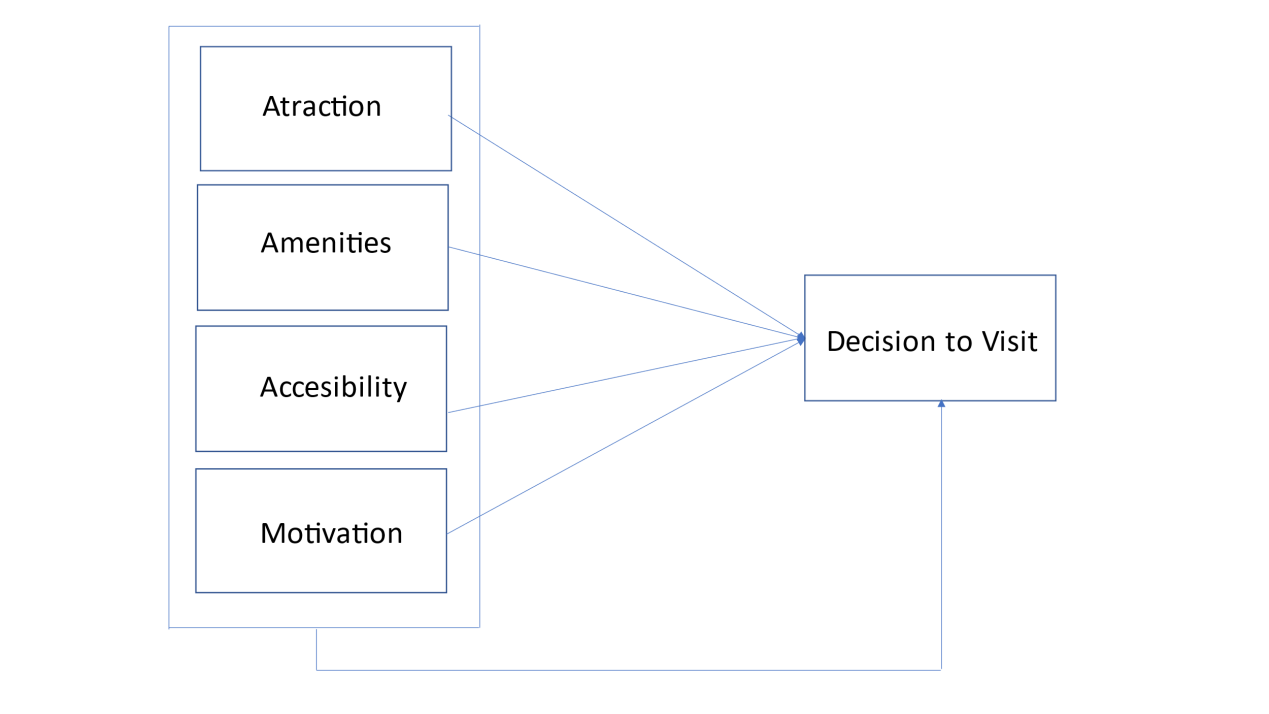 Atraction
Amenities
Accesibility
Motivation
Decision to Visit